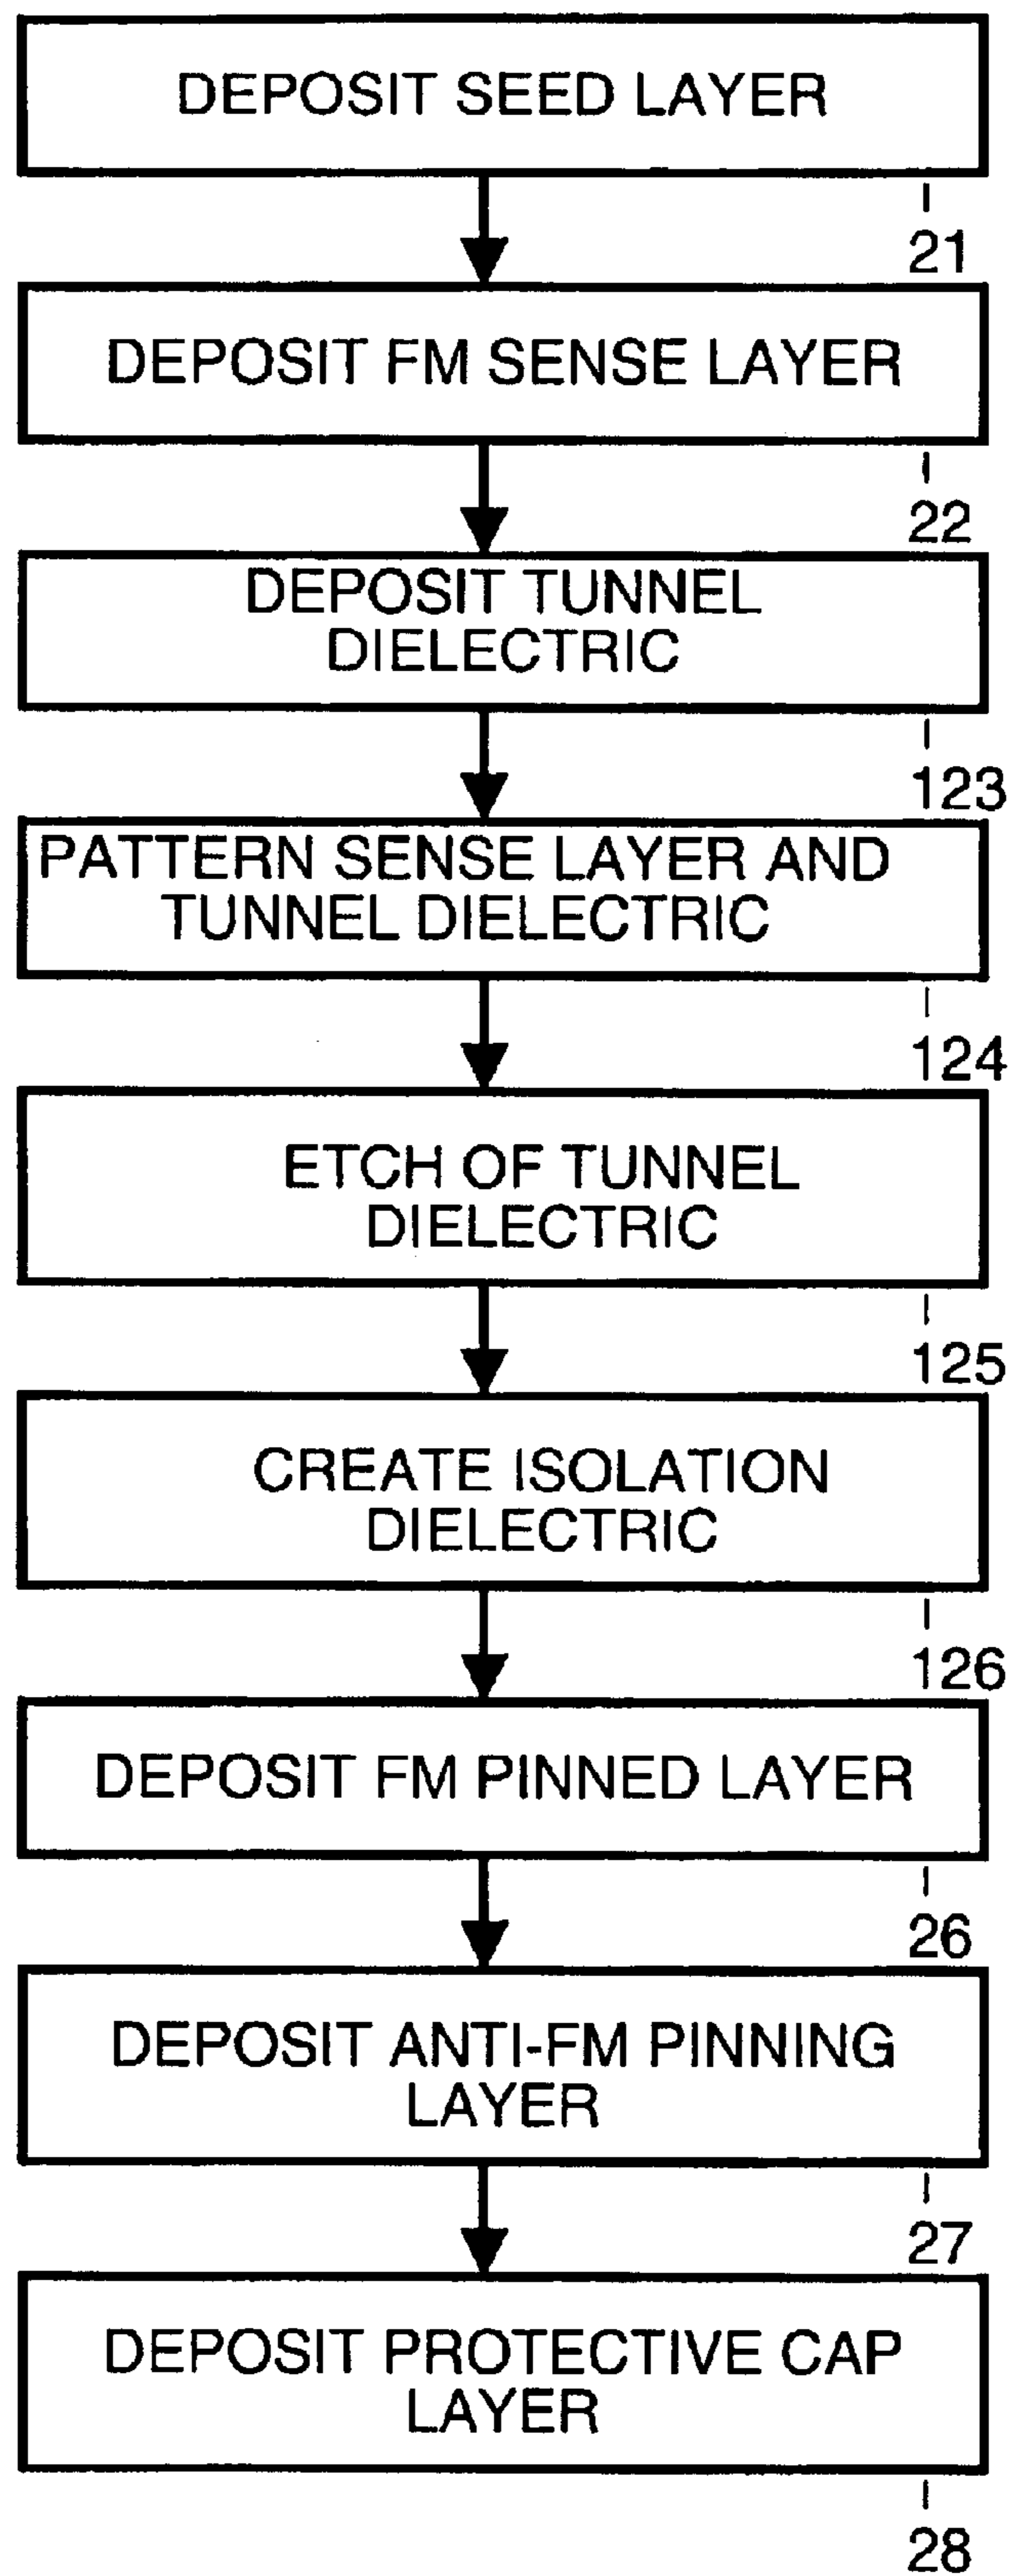 DEPOSIT SEED LAYER
21
DEPOSIT FM SENSE LAYER
22
DEPOSIT TUNNEL
DIELECTRIC
123
PATTERN SENSE LAYER AND
TUNNEL DIELECTRIC
124
ETCH OF TUNNEL
DIELECTRIC
125
CREATE ISOLATION
DIELECTRIC
126
DEPOSIT FM PINNED LAYER
26
DEPOSIT ANTI-FM PINNING
LAYER
27
DEPOSIT PROTECTIVE CAP
LAYER
28